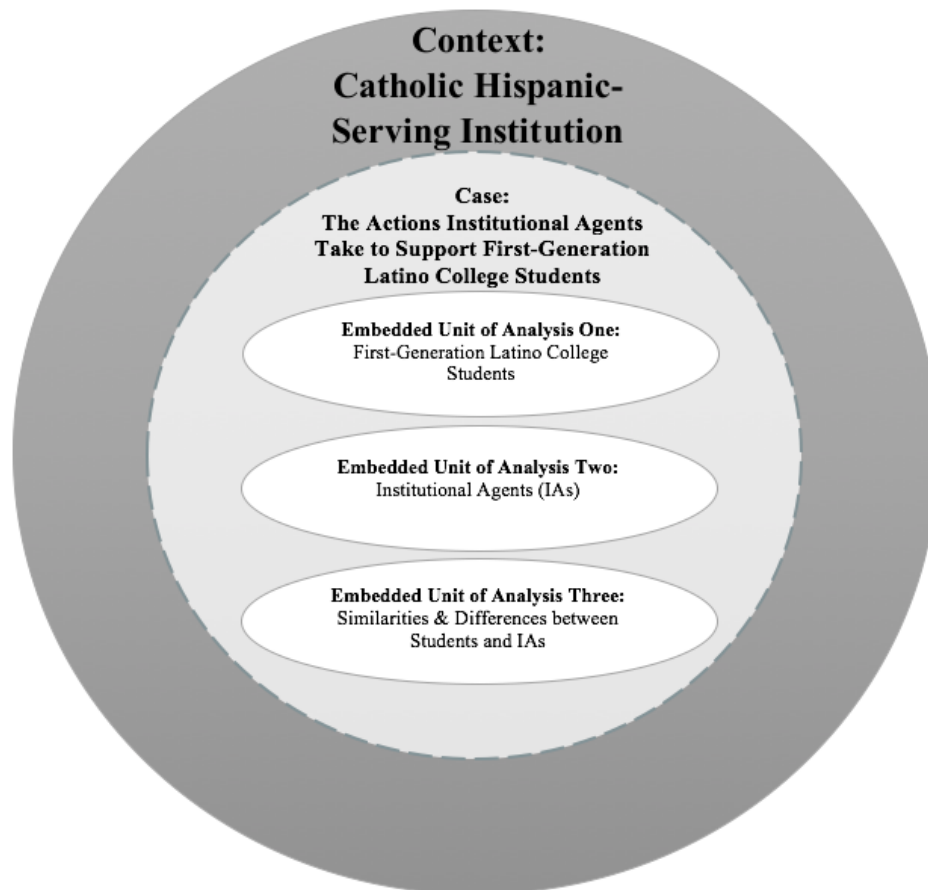 Context:
Catholic Hispanic-
Serving Institution
Case:
The Actions Institutional Agents
Take to Support First-Generation
Latino College Students
Embedded Unit of Analysis One:
First-Generation Latino College
Students
Embedded Unit of Analysis Two:
Institutional Agents (IAs)
Embedded Unit of Analysis Three:
Similarities & Differences between
Students and IAs